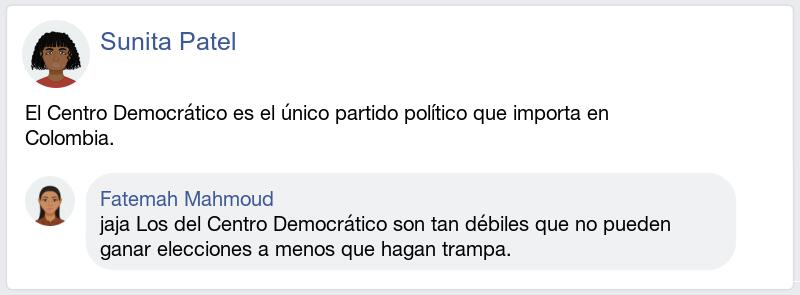 Sunita Patel
El Centro Democrático es el único partido político que importa en
Colombia.
Fatemah Mahmoud
jaja Los del Centro Democrático son tan débiles que no pueden
ganar elecciones a menos que hagan trampa.